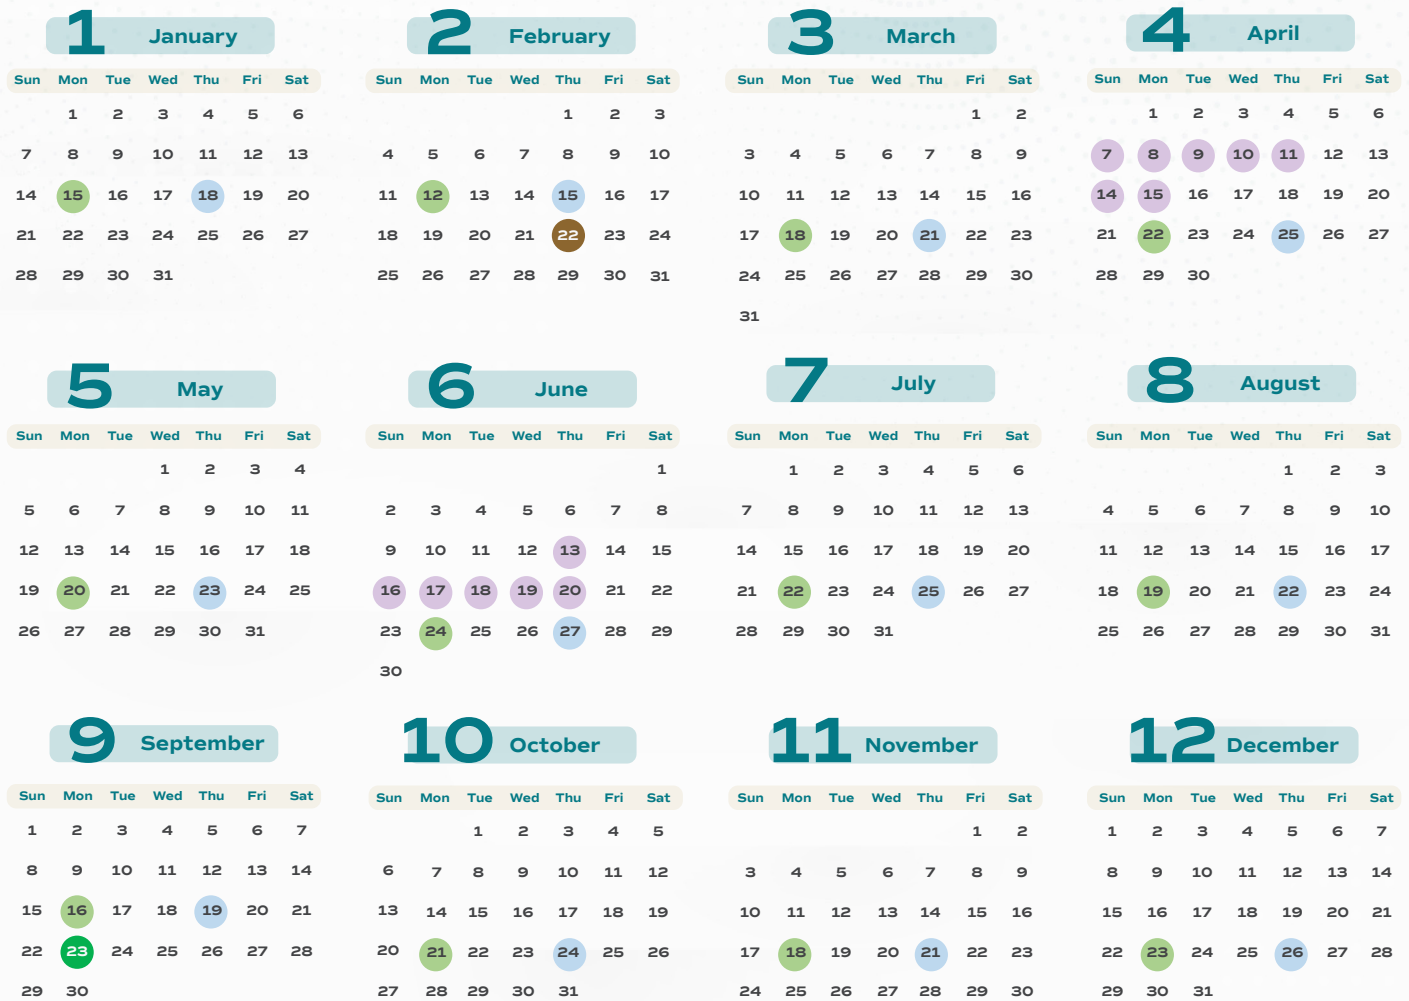 1 January
Sun Mon Tue Wed Thu Fri Sat
1 2 3 4 5 6
7 8 9 10 11 12 13
14 15 16 17 18 19 20
21 22 23 24 25 26 27
28 29 30 31
2 February
Sun Mon Tue Wed Thu Fri Sat
1 2 3
4 5 6 7 8 9 10
11 12 13 14 15 16 17
18 19 20 21 22 23 24
25 26 27 28 29 30 31
3 March
Sun Mon Tue Wed Thu Fri Sat
1 2
3 4 5 6 7 8 9
10 11 12 13 14 15 16
17 18 19 20 21 22 23
24 25 26 27 28 29 30
31
4 April
Sun Mon Tue Wed Thu Fri Sat
1 2 3 4 5 6
7 8 9 10 11 12 13
14 15 16 17 18 19 20
21 22 23 24 25 26 27
28 29 30
5 May
Sun Mon Tue Wed Thu Fri Sat
1 2 3 4
5 6 7 8 9 10 11
12 13 14 15 16 17 18
19 20 21 22 23 24 25
26 27 28 29 30 31
6 June
Sun Mon Tue Wed Thu Fri Sat
1
2 3 4 5 6 7 8
9 10 11 12 13 14 15
16 17 18 19 20 21 22
23 24 25 26 27 28 29
30
7 July
Sun Mon Tue Wed Thu Fri Sat
1 2 3 4 5 6
7 8 9 10 11 12 13
14 15 16 17 18 19 20
21 22 23 24 25 26 27
28 29 30 31
8 August
Sun Mon Tue Wed Thu Fri Sat
1 2 3
4 5 6 7 8 9 10
11 12 13 14 15 16 17
18 19 20 21 22 23 24
25 26 27 28 29 30 31
9 September
Sun Mon Tue Wed Thu Fri Sat
1 2 3 4 5 6 7
8 9 10 11 12 13 14
15 16 17 18 19 20 21
22 23 24 25 26 27 28
29 30
10 October
Sun Mon Tue Wed Thu Fri Sat
1 2 3 4 5
6 7 8 9 10 11 12
13 14 15 16 17 18 19
20 21 22 23 24 25 26
27 28 29 30 31
11 November
Sun Mon Tue Wed Thu Fri Sat
1 2
3 4 5 6 7 8 9
10 11 12 13 14 15 16
17 18 19 20 21 22 23
24 25 26 27 28 29 30
12 December
Sun Mon Tue Wed Thu Fri Sat
1 2 3 4 5 6 7
8 9 10 11 12 13 14
15 16 17 18 19 20 21
22 23 24 25 26 27 28
29 30 31